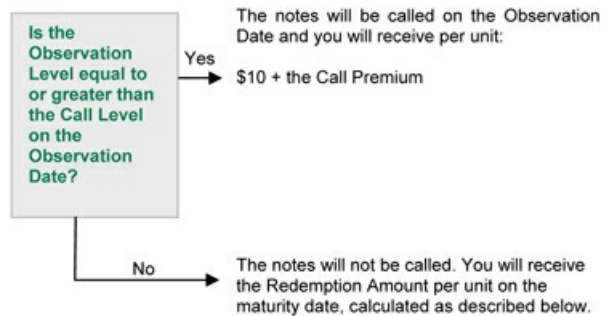 Is the
Observation
Level equal to
or greater than
the Call Level
on the
Observation
Date?
Yes
The notes will be called on the Observation
Date and you will receive per unit:
$10 + the Call Premium
No
The notes will not be called. You will receive
the Redemption Amount per unit on the
maturity date, calculated as described below.